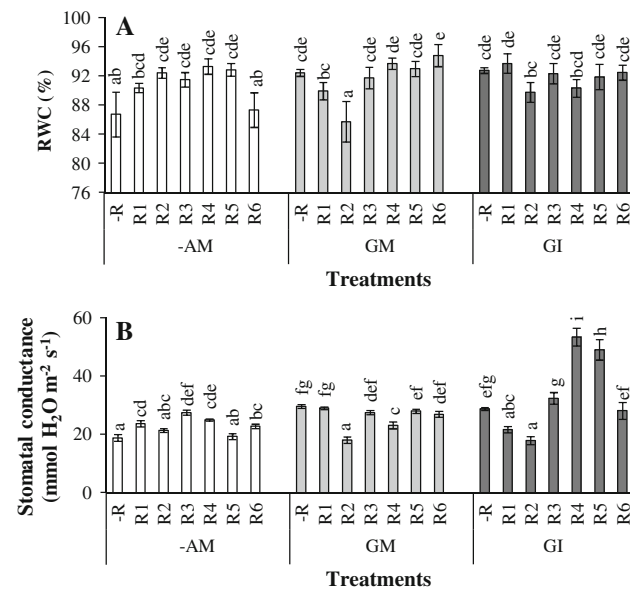 A
RWC (%)
100
96
92
88
84
80
76
ab bcd cde cde cde cde ab cde bc a cde de cde e cde de bc cde bcd cde cde
-R R1 R2 R3 R4 R5 R6 -R R1 R2 R3 R4 R5 R6 -R R1 R2 R3 R4 R5 R6
-AM GM GI
Treatments
B
Stomatal conductance
(mmol H₂O m⁻² s⁻¹)
60
40
20
0
a cd abc def cde ab bc fg fg a def c ef def efg abc a g i h ef
-R R1 R2 R3 R4 R5 R6 -R R1 R2 R3 R4 R5 R6 -R R1 R2 R3 R4 R5 R6
-AM GM GI
Treatments